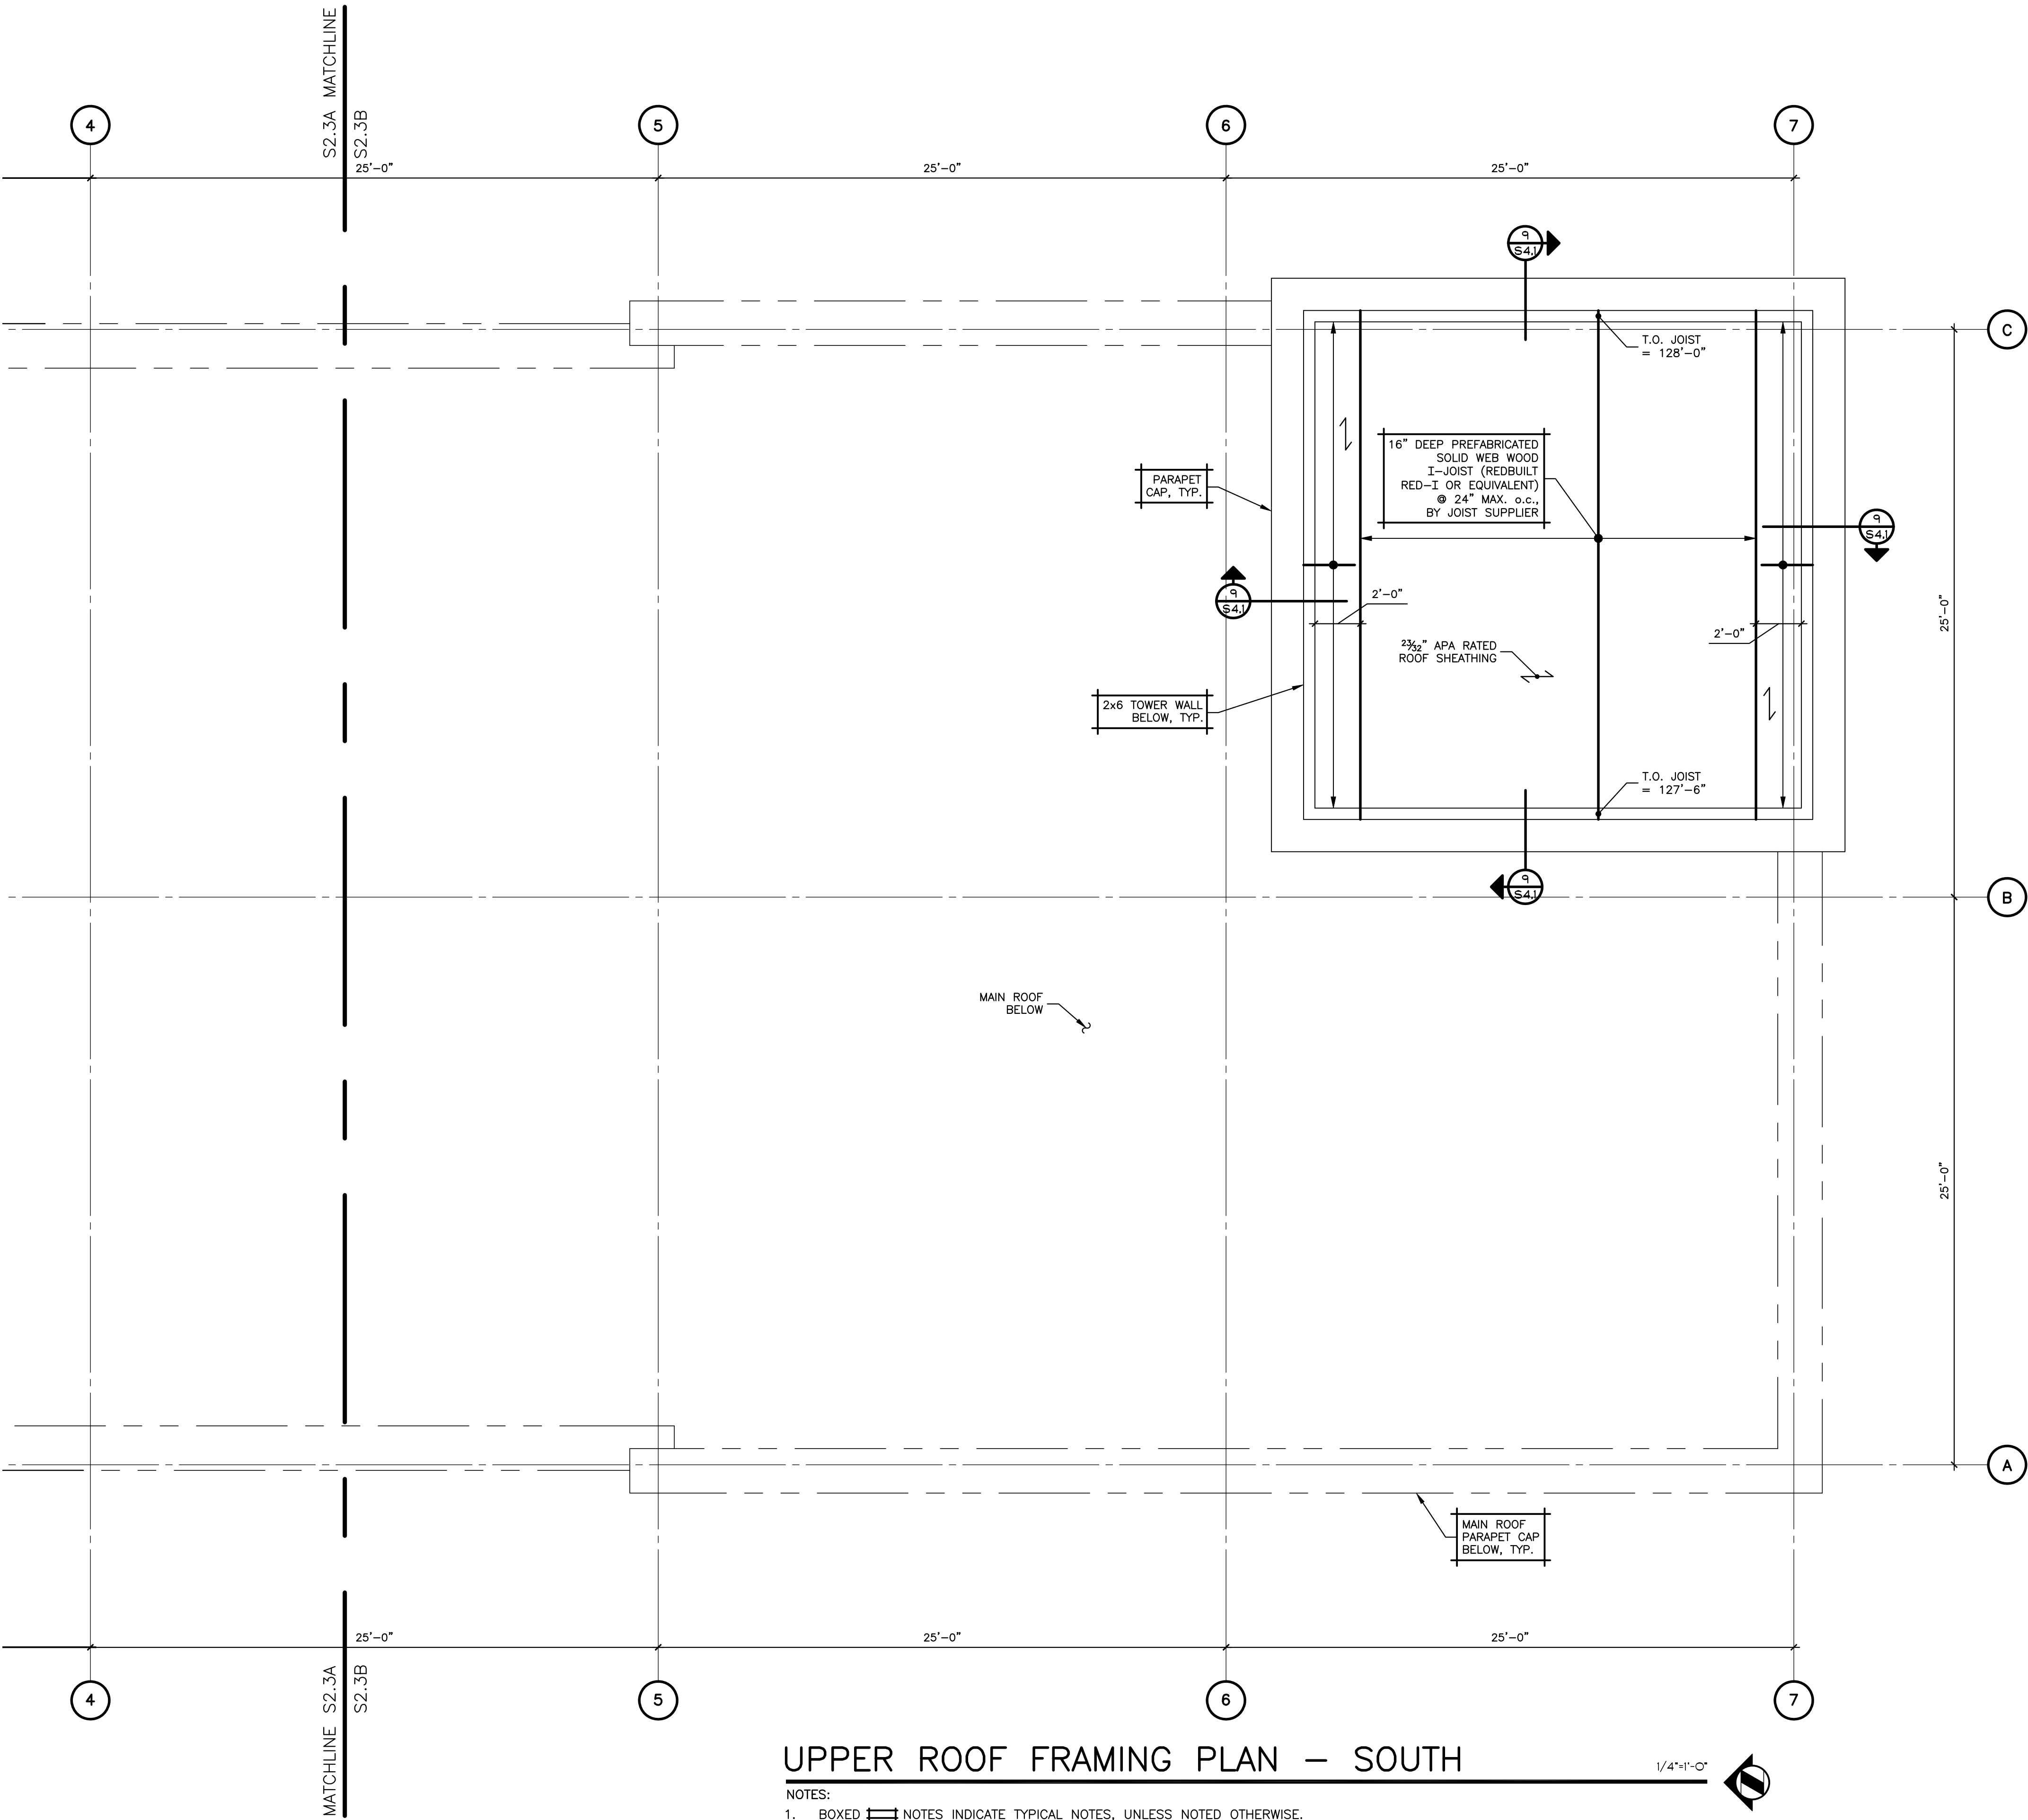 S2.3A MATCHLINE
S2.3B
4
5
6
7
25'-0"
25'-0"
25'-0"
9
S4.1
C
T.O. JOIST
= 128'-0"
16" DEEP PREFABRICATED
SOLID WEB WOOD
I-JOIST (REDBUILT
RED-I OR EQUIVALENT)
@ 24" MAX. o.c.,
BY JOIST SUPPLIER
PARAPET
CAP, TYP.
9
S4.1
9
S4.1
2'-0"
2'-0"
25'-0"
23/32" APA RATED
ROOF SHEATHING
2x6 TOWER WALL
BELOW, TYP.
T.O. JOIST
= 127'-6"
9
S4.1
B
MAIN ROOF
BELOW
25'-0"
A
MAIN ROOF
PARAPET CAP
BELOW, TYP.
25'-0"
25'-0"
25'-0"
MATCHLINE S2.3A
S2.3B
4
5
6
7
UPPER ROOF FRAMING PLAN - SOUTH
1/4"=1'-0"
NOTES:
1. BOXED NOTES INDICATE TYPICAL NOTES, UNLESS NOTED OTHERWISE.